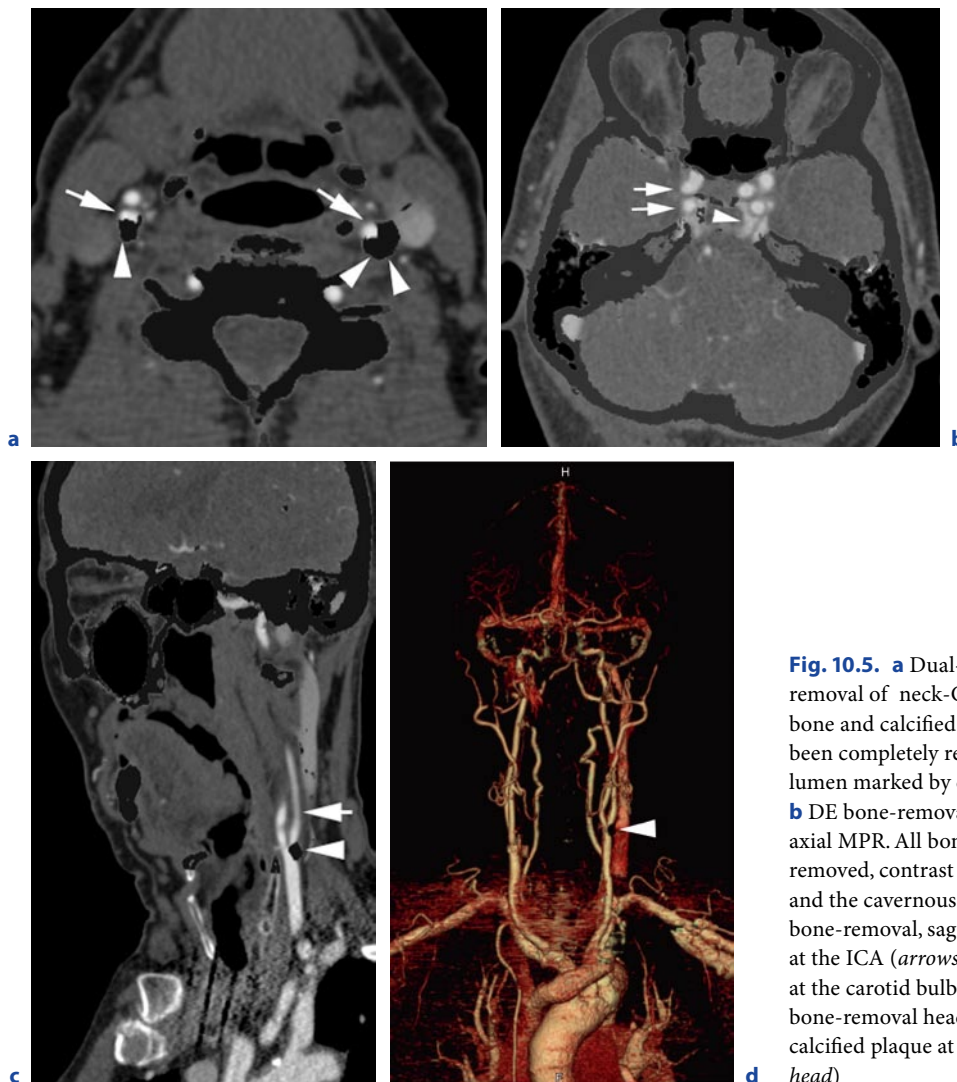 a
b
H
c
d
Fig. 10.5. a Dual-
removal of neck-C
bone and calcified
been completely re
lumen marked by
b DE bone-remova
axial MPR. All bon
removed, contrast
and the cavernous
bone-removal, sag
at the ICA (arrows
at the carotid bulb
bone-removal head
calcified plaque at
head)